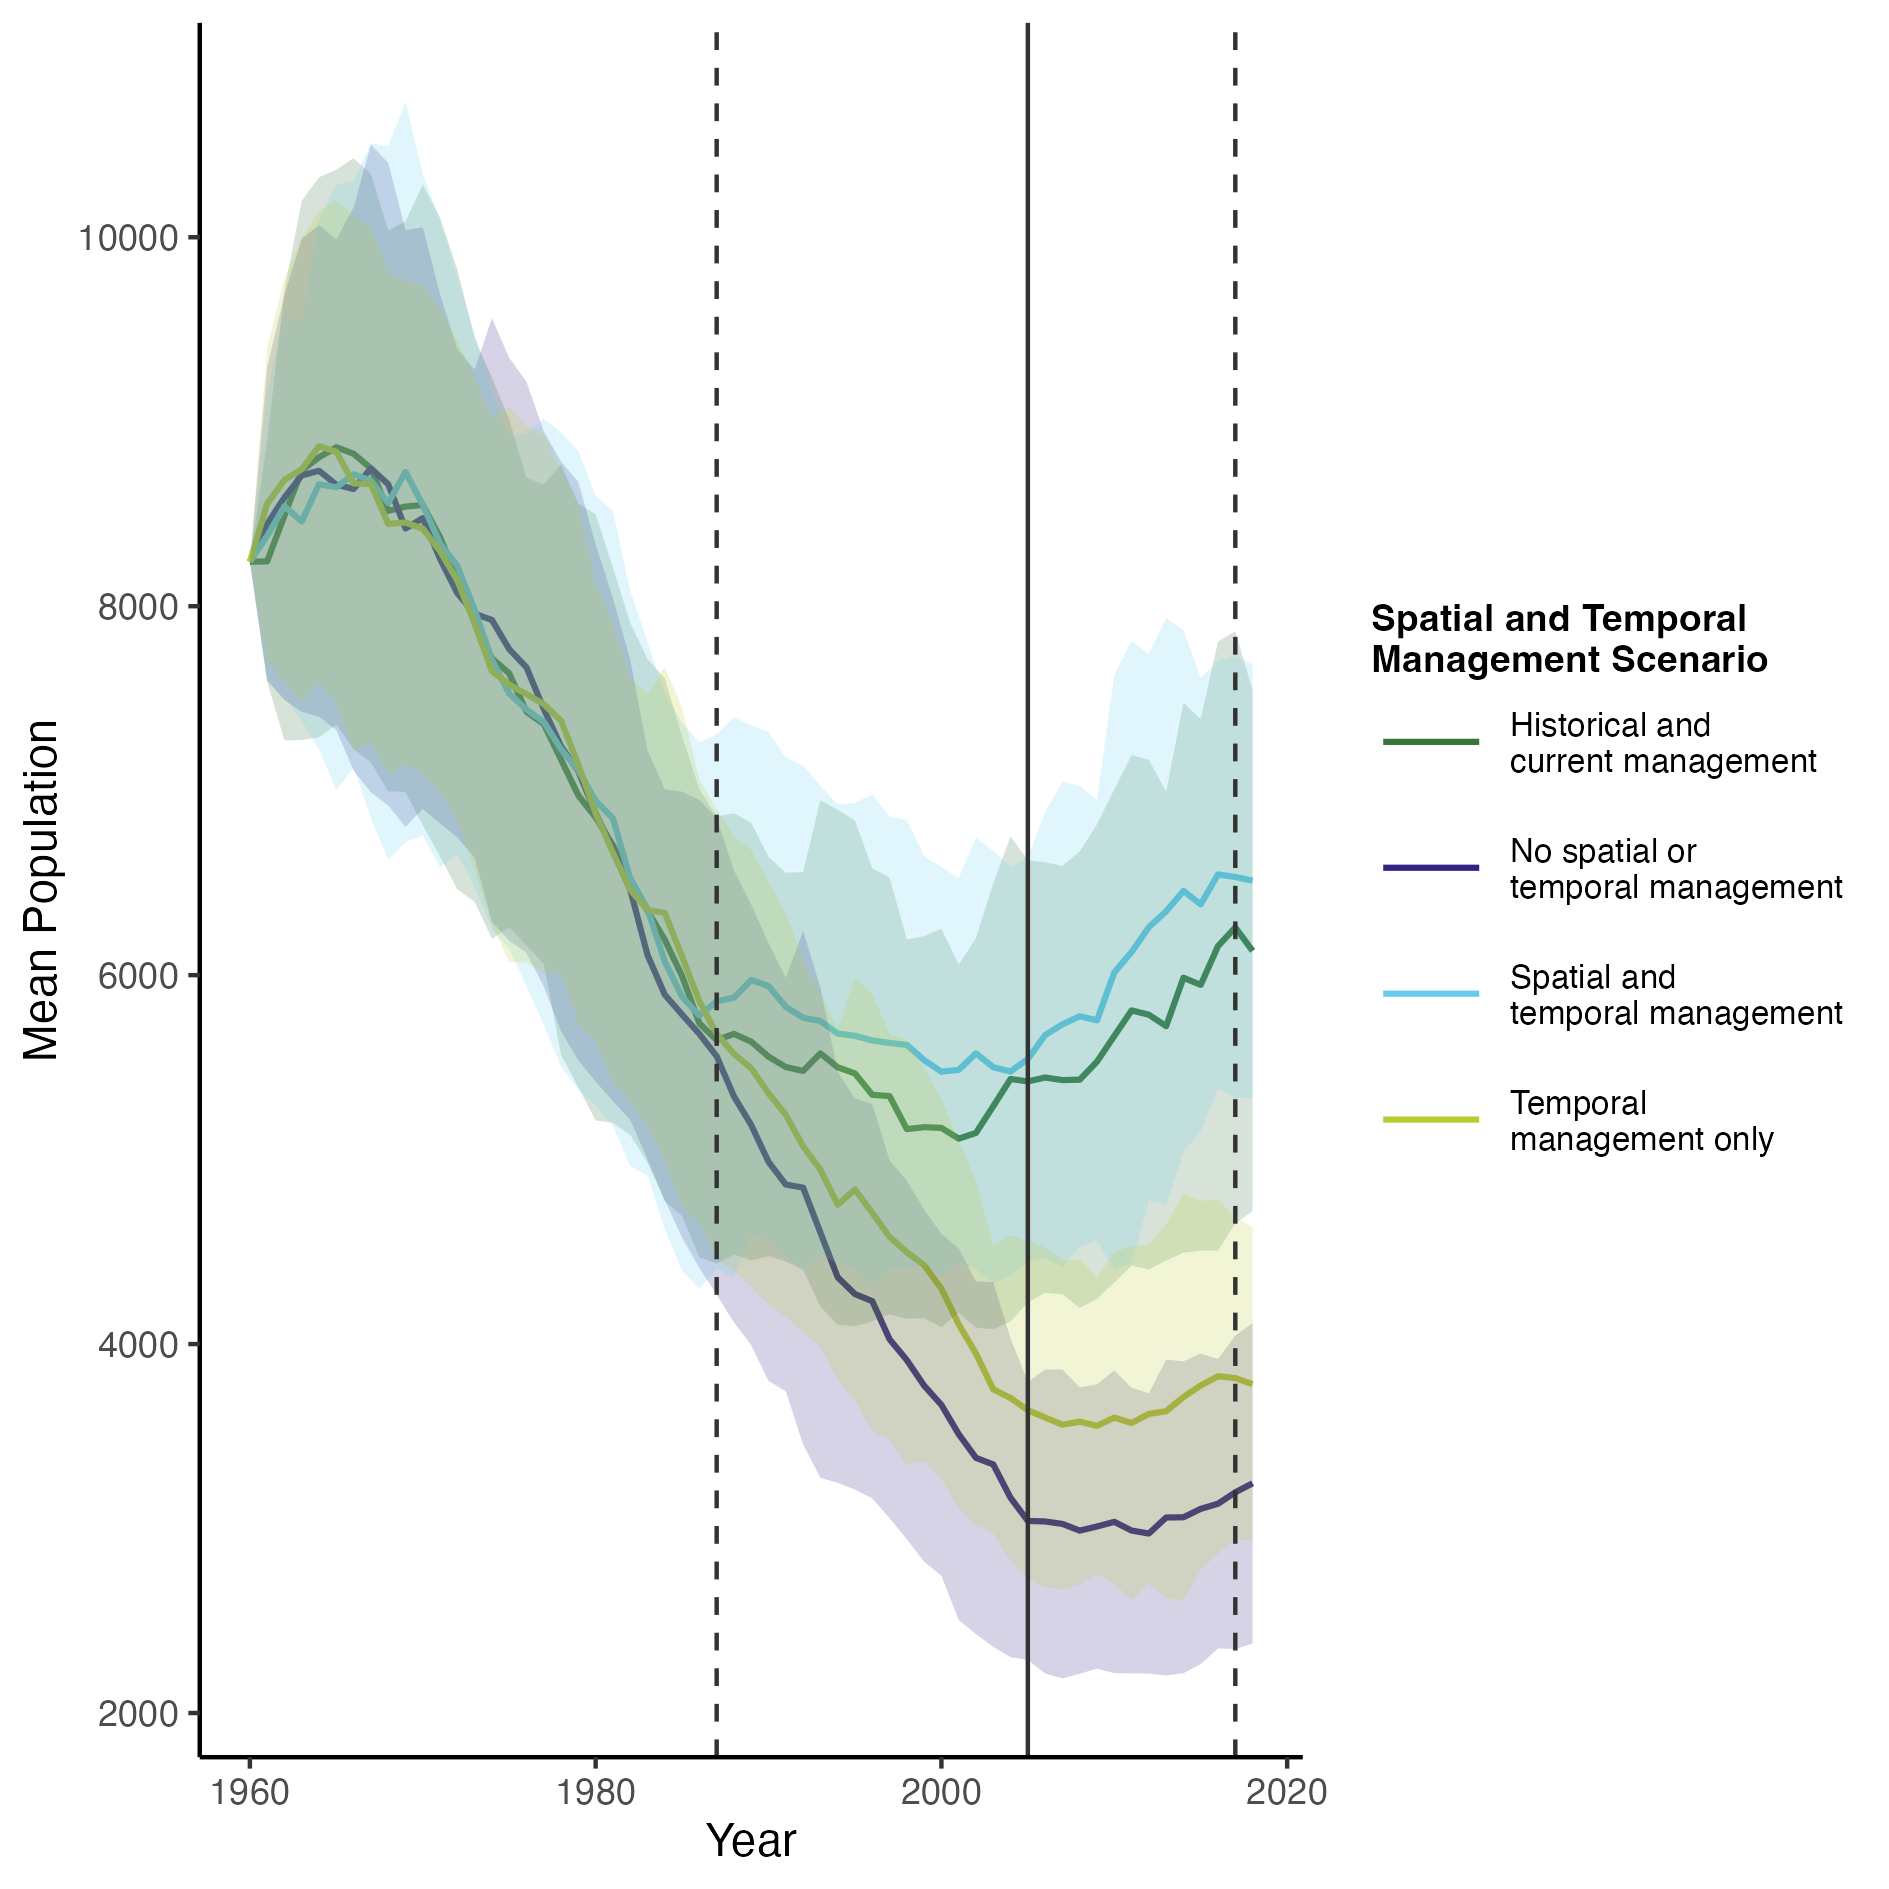 10000
8000
6000
4000
2000
Mean Population
1960
1980
2000
2020
Year
Spatial and Temporal
Management Scenario
Historical and
current management
No spatial or
temporal management
Spatial and
temporal management
Temporal
management only